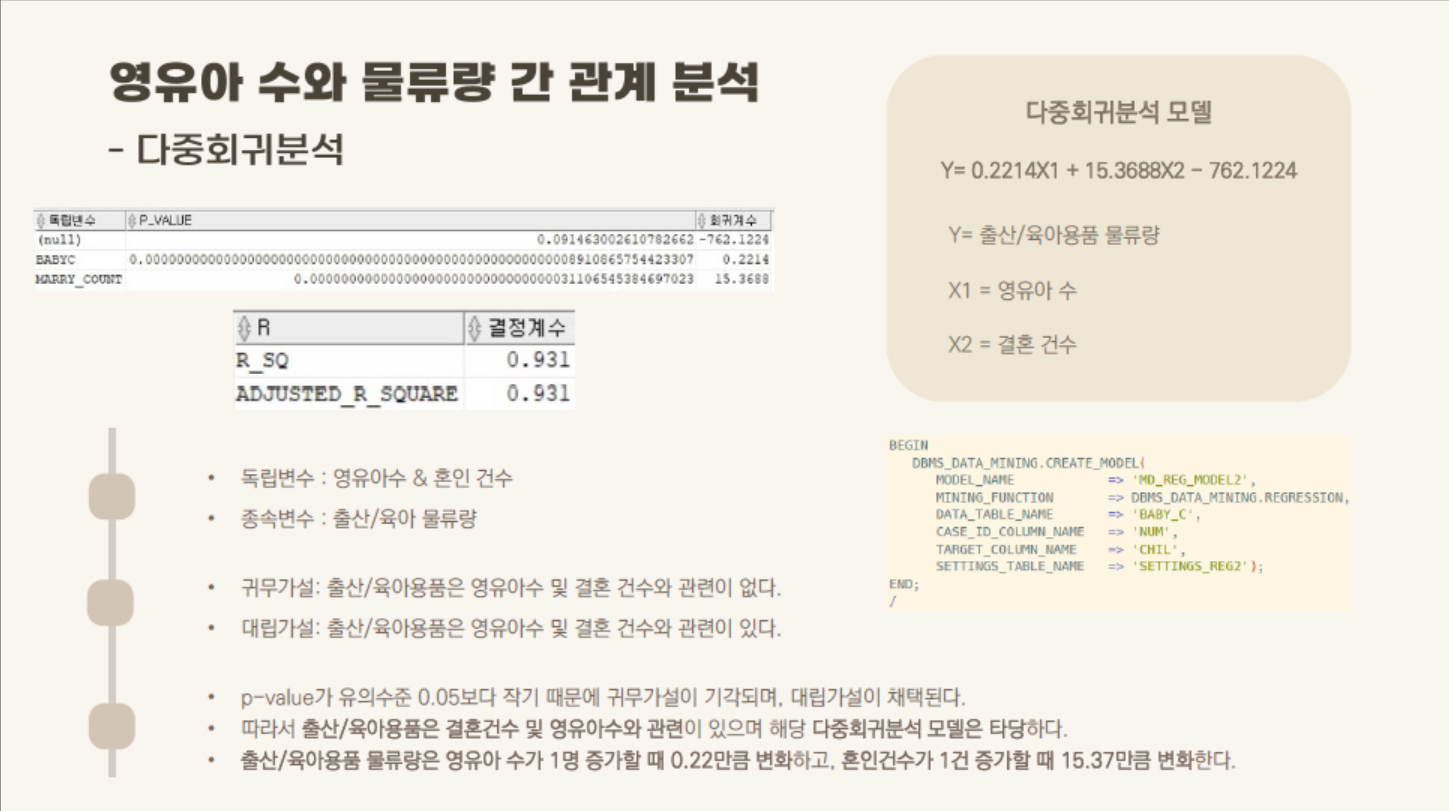 영유아 수와 물류량 간 관계 분석
- 다중회귀분석
독립변수 P_VALUE 회귀계수
(null) 0.091463002610782662 -762.1224
BABYC 0.2214
MARRY_COUNT 15.3688
R 결정계수
R_SQ 0.931
ADJUSTED_R_SQUARE 0.931
다중회귀분석 모델
Y= 0.2214X1 + 15.3688X2 - 762.1224
Y= 출산/육아용품 물류량
X1 = 영유아 수
X2 = 결혼 건수
BEGIN
DBMS_DATA_MINING.CREATE_MODEL(
MODEL_NAME => 'MD_REG_MODEL2',
MINING_FUNCTION => DBMS_DATA_MINING.REGRESSION,
DATA_TABLE_NAME => 'BABY_C',
CASE_ID_COLUMN_NAME => 'NUM',
TARGET_COLUMN_NAME => 'CHIL',
SETTINGS_TABLE_NAME => 'SETTINGS_REG2');
END;
/
• 독립변수 : 영유아수 & 혼인 건수
• 종속변수 : 출산/육아 물류량
• 귀무가설: 출산/육아용품은 영유아수 및 결혼 건수와 관련이 없다.
• 대립가설: 출산/육아용품은 영유아수 및 결혼 건수와 관련이 있다.
• p-value가 유의수준 0.05보다 작기 때문에 귀무가설이 기각되며, 대립가설이 채택된다.
• 따라서 출산/육아용품은 결혼건수 및 영유아수와 관련이 있으며 해당 다중회귀분석 모델은 타당하다.
• 출산/육아용품 물류량은 영유아 수가 1명 증가할 때 0.22만큼 변화하고, 혼인건수가 1건 증가할 때 15.37만큼 변화한다.